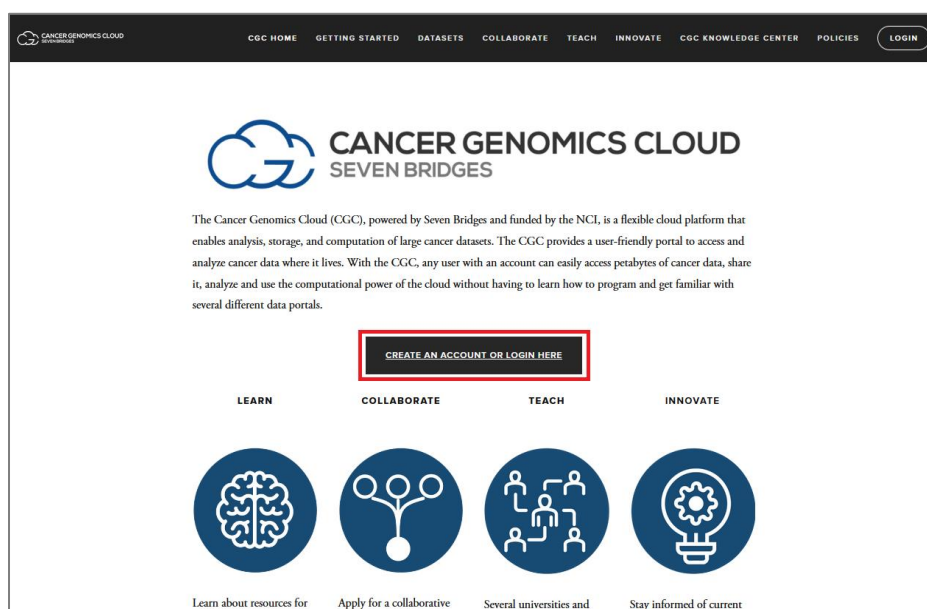 CANCER GENOMICS CLOUD
SEVEN BRIDGES
CGC HOME GETTING STARTED DATASETS COLLABORATE TEACH INNOVATE CGC KNOWLEDGE CENTER POLICIES LOGIN
CANCER GENOMICS CLOUD
SEVEN BRIDGES
The Cancer Genomics Cloud (CGC), powered by Seven Bridges and funded by the NCI, is a flexible cloud platform that
enables analysis, storage, and computation of large cancer datasets. The CGC provides a user-friendly portal to access and
analyze cancer data where it lives. With the CGC, any user with an account can easily access petabytes of cancer data, share
it, analyze and use the computational power of the cloud without having to learn how to program and get familiar with
several different data portals.
CREATE AN ACCOUNT OR LOGIN HERE
LEARN COLLABORATE TEACH INNOVATE
Learn about resources for Apply for a collaborative Several universities and Stay informed of current